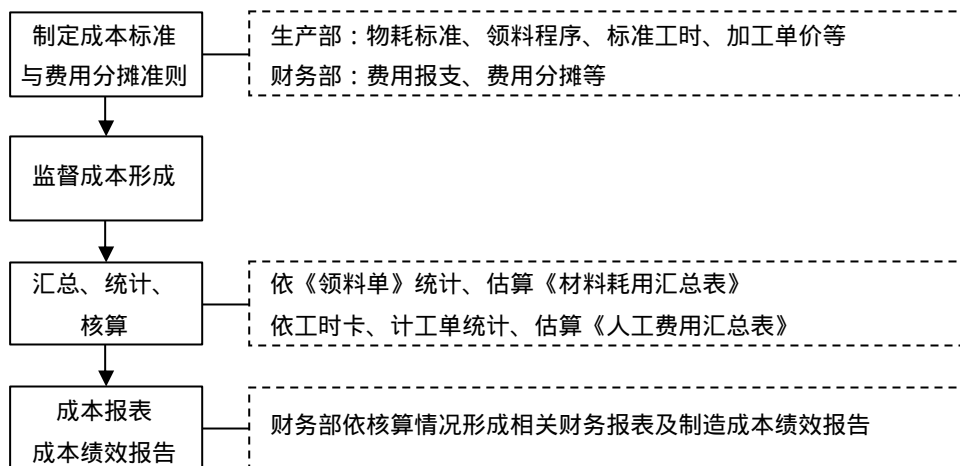 制定成本标准
与费用分摊准则
生产部：物耗标准、领料程序、标准工时、加工单价等
财务部：费用报支、费用分摊等
监督成本形成
汇总、统计、
核算
依《领料单》统计、估算《材料耗用汇总表》
依工时卡、计工单统计、估算《人工费用汇总表》
成本报表
成本绩效报告
财务部依核算情况形成相关财务报表及制造成本绩效报告